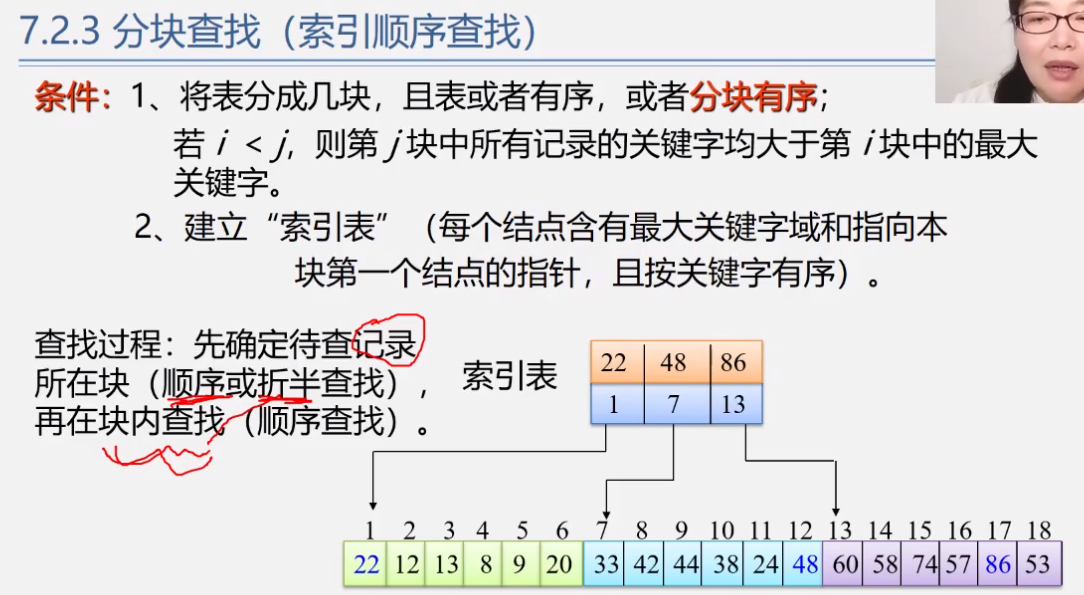 7.2.3 分块查找（索引顺序查找）
条件：1、将表分成几块，且表或者有序，或者分块有序；
若 i < j，则第 j 块中所有记录的关键字均大于第 i 块中的最大
关键字。
2、建立“索引表”（每个结点含有最大关键字域和指向本
块第一个结点的指针，且按关键字有序）。
查找过程：先确定待查记录
所在块（顺序或折半查找），
再在块内查找（顺序查找）。
索引表
22 48 86
1 7 13
1 2 3 4 5 6 7 8 9 10 11 12 13 14 15 16 17 18
22 12 13 8 9 20 33 42 44 38 24 48 60 58 74 57 86 53